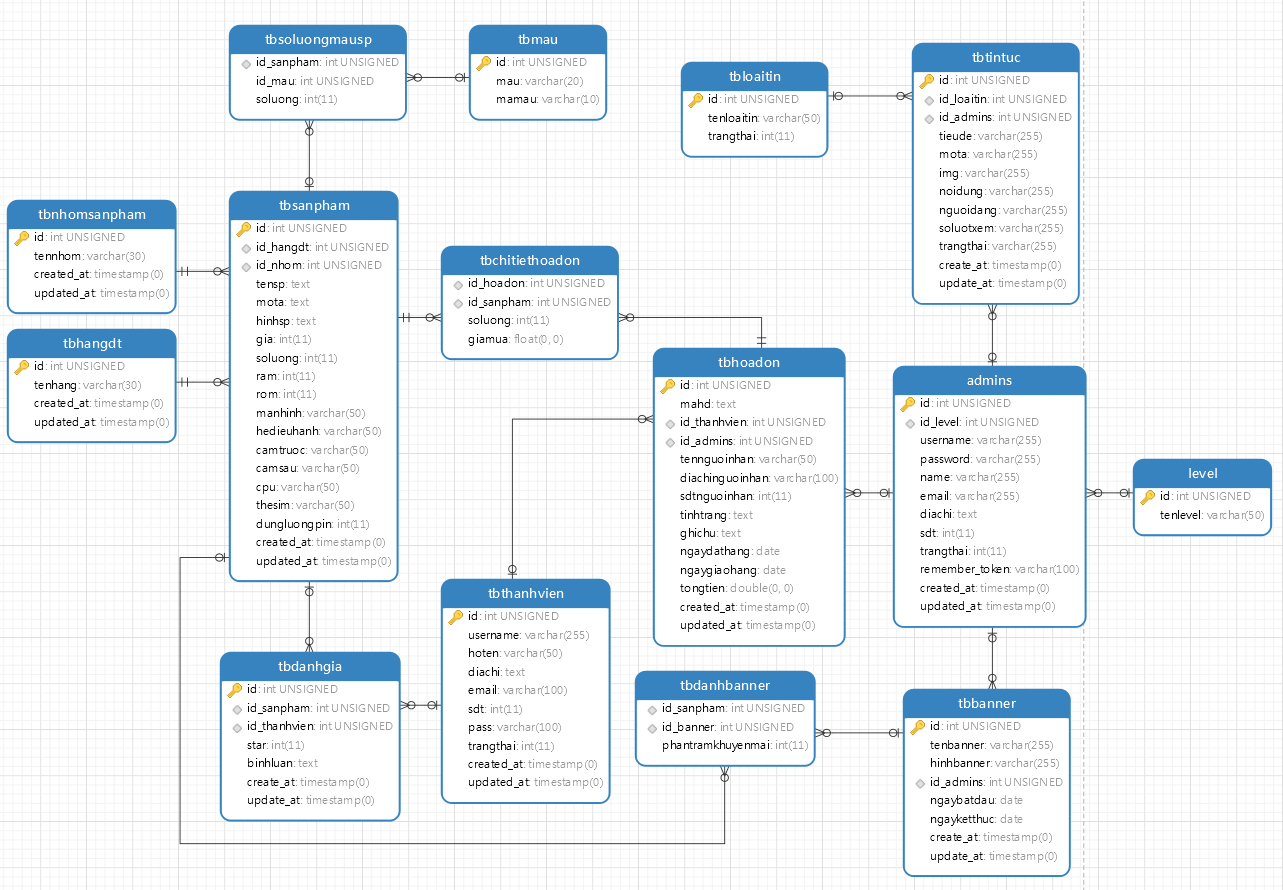 tbsoluongmausp
id_sanpham: int UNSIGNED
id_mau: int UNSIGNED
soluong: int(11)
tbmau
id: int UNSIGNED
mau: varchar(20)
mamau: varchar(10)
tbloaitin
id: int UNSIGNED
tenloaitin: varchar(50)
trangthai: int(11)
tbtintuc
id: int UNSIGNED
id_loaitin: int UNSIGNED
id_admins: int UNSIGNED
tieude: varchar(255)
mota: varchar(255)
img: varchar(255)
noidung: varchar(255)
nguoidang: varchar(255)
soluotxem: varchar(255)
trangthai: varchar(255)
create_at: timestamp(0)
update_at: timestamp(0)
tbnhomsanpham
id: int UNSIGNED
tennhom: varchar(30)
created_at: timestamp(0)
updated_at: timestamp(0)
tbhangdt
id: int UNSIGNED
tenhang: varchar(30)
created_at: timestamp(0)
updated_at: timestamp(0)
tbsanpham
id: int UNSIGNED
id_hangdt: int UNSIGNED
id_nhom: int UNSIGNED
tensp: text
mota: text
hinhsp: text
gia: int(11)
soluong: int(11)
ram: int(11)
rom: int(11)
manhinh: varchar(50)
hedieuhanh: varchar(50)
camtruoc: varchar(50)
camsau: varchar(50)
cpu: varchar(50)
thesim: varchar(50)
dungluongpin: int(11)
created_at: timestamp(0)
updated_at: timestamp(0)
tbchitiethoadon
id_hoadon: int UNSIGNED
id_sanpham: int UNSIGNED
soluong: int(11)
giamua: float(0, 0)
tbhoadon
id: int UNSIGNED
mahd: text
id_thanhvien: int UNSIGNED
id_admins: int UNSIGNED
tennguoinhan: varchar(50)
diachinguoinhan: varchar(100)
sdtnguoinhan: int(11)
tinhtrang: text
ghichu: text
ngaydathang: date
ngaygiaohang: date
tongtien: double(0, 0)
created_at: timestamp(0)
updated_at: timestamp(0)
admins
id: int UNSIGNED
id_level: int UNSIGNED
username: varchar(255)
password: varchar(255)
name: varchar(255)
email: varchar(255)
diachi: text
sdt: int(11)
trangthai: int(11)
remember_token: varchar(100)
created_at: timestamp(0)
updated_at: timestamp(0)
level
id: int UNSIGNED
tenlevel: varchar(50)
tbdanhgia
id: int UNSIGNED
id_sanpham: int UNSIGNED
id_thanhvien: int UNSIGNED
star: int(11)
binhluan: text
create_at: timestamp(0)
update_at: timestamp(0)
tbthanhvien
id: int UNSIGNED
username: varchar(255)
hoten: varchar(50)
diachi: text
email: varchar(100)
sdt: int(11)
pass: varchar(100)
trangthai: int(11)
created_at: timestamp(0)
updated_at: timestamp(0)
tbdanhbanner
id_sanpham: int UNSIGNED
id_banner: int UNSIGNED
phantramkhuyenmai: int(11)
tbbanner
id: int UNSIGNED
tenbanner: varchar(255)
hinhbanner: varchar(255)
id_admins: int UNSIGNED
ngaybatdau: date
ngayketthuc: date
create_at: timestamp(0)
update_at: timestamp(0)